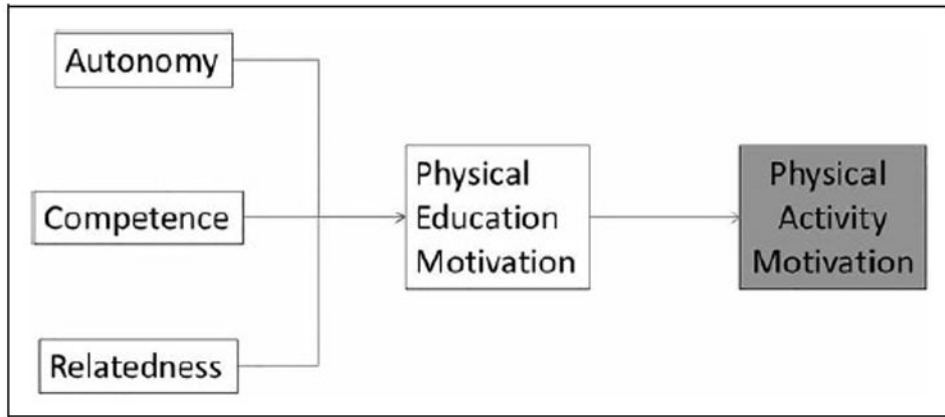 Autonomy
Competence
Relatedness
Physical
Education
Motivation
Physical
Activity
Motivation